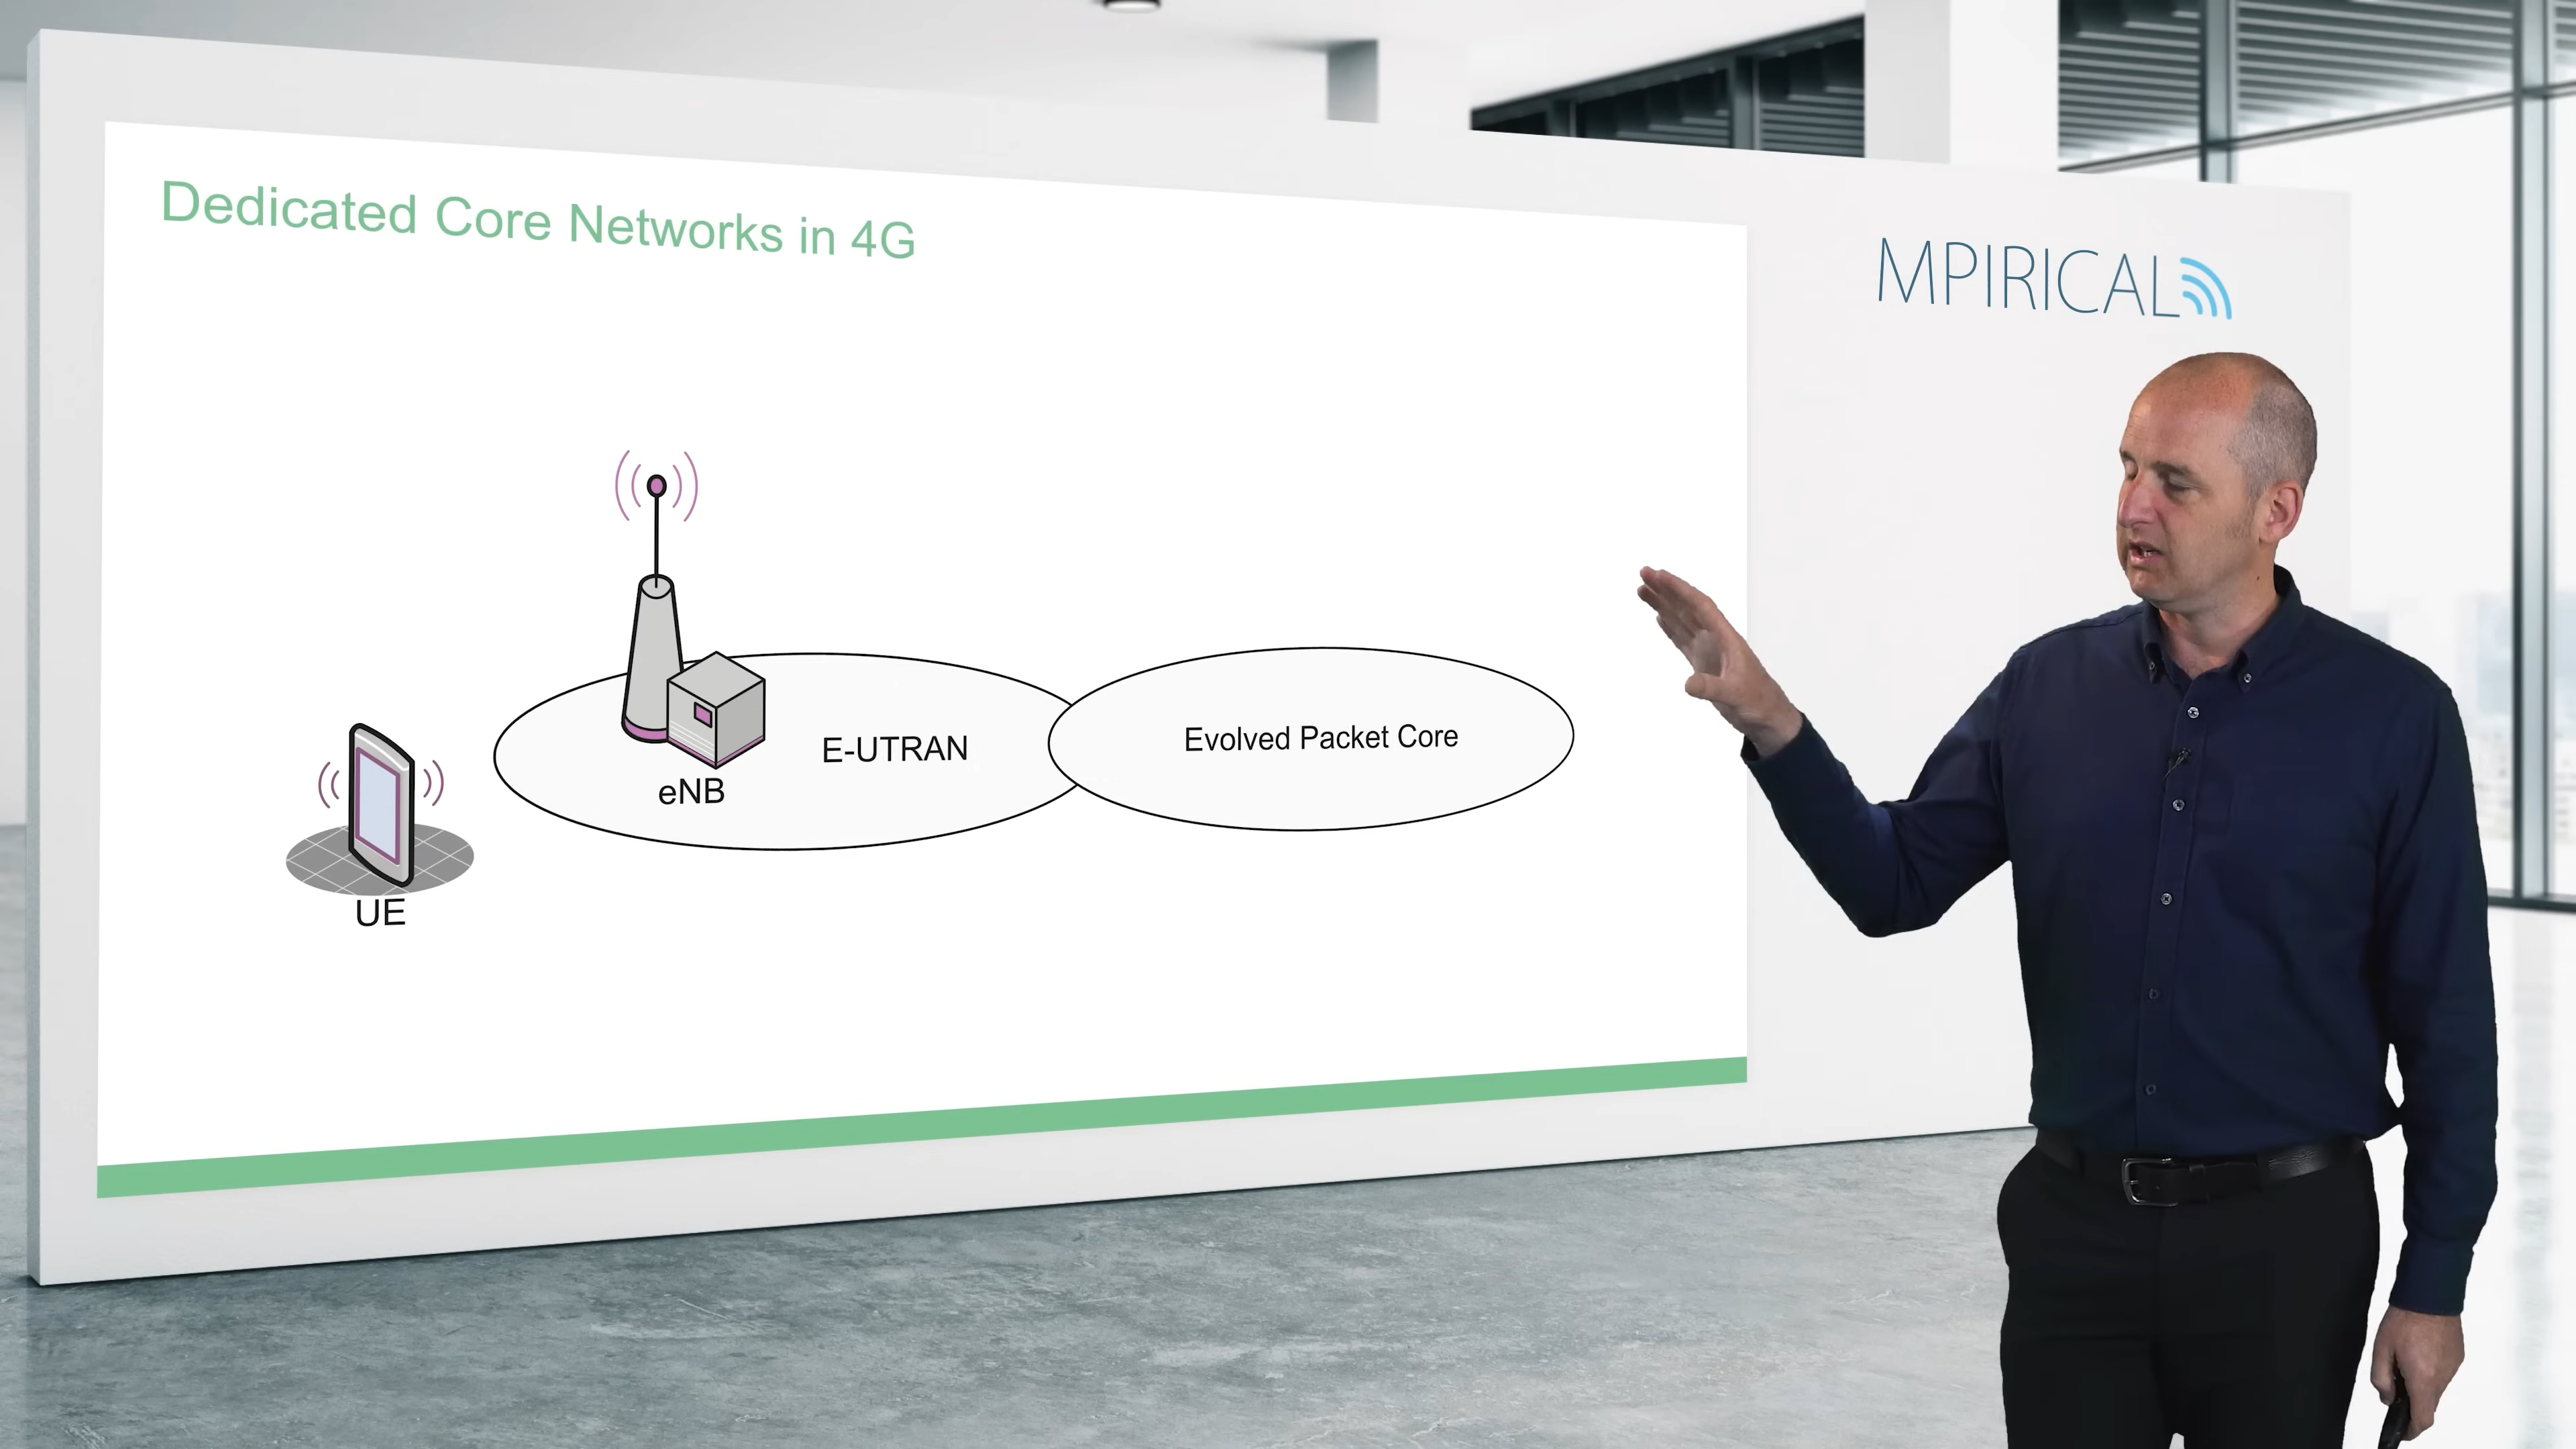 Dedicated Core Networks in 4G
MPIRICAL
E-UTRAN
Evolved Packet Core
eNB
UE